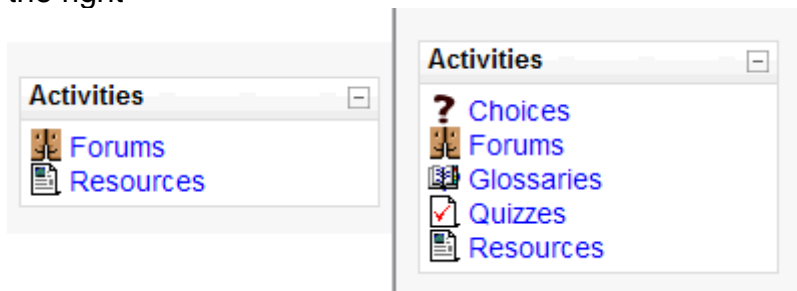 the right
Activities
Forums
Resources
Activities
Choices
Forums
Glossaries
Quizzes
Resources